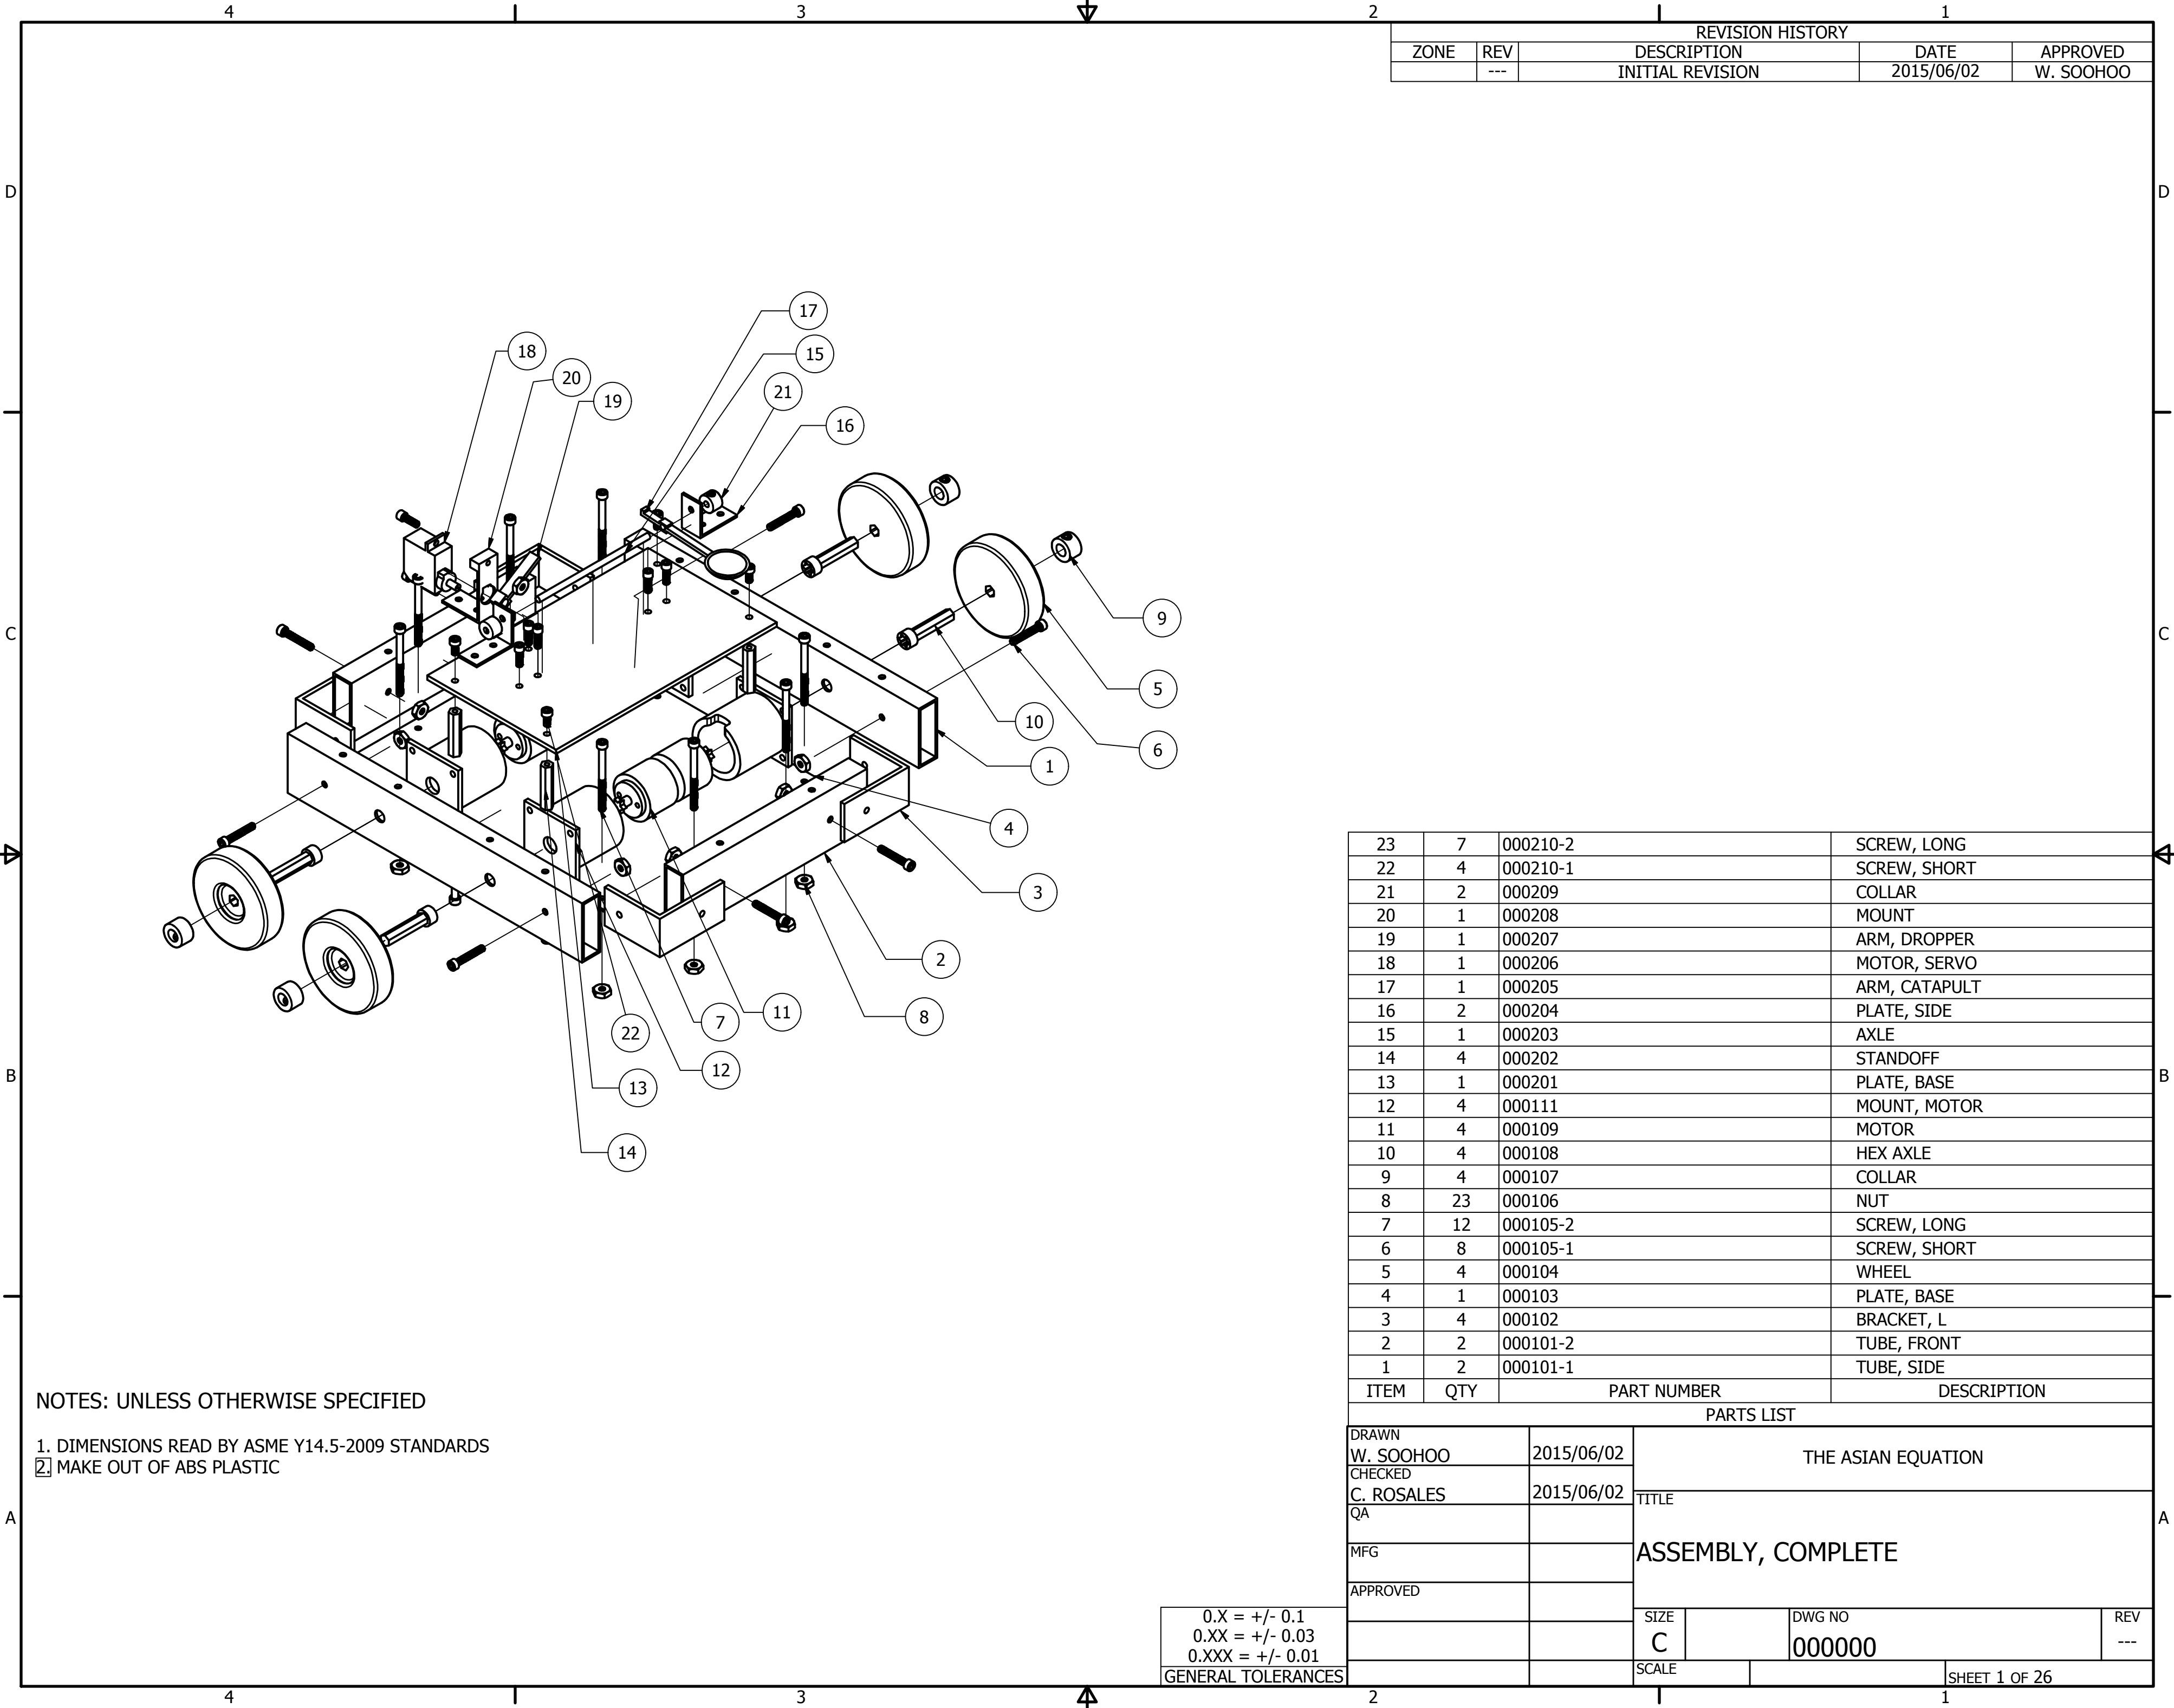 4 3 2 1
REVISION HISTORY
ZONE REV DESCRIPTION DATE APPROVED
--- INITIAL REVISION 2015/06/02 W. SOOHOO
D D
17
18
15
20
21
19
16
C C
9
5
10
6
1
4
3
2
11
7
8
22
12
13
14
B B
23 7 000210-2 SCREW, LONG
22 4 000210-1 SCREW, SHORT
21 2 000209 COLLAR
20 1 000208 MOUNT
19 1 000207 ARM, DROPPER
18 1 000206 MOTOR, SERVO
17 1 000205 ARM, CATAPULT
16 2 000204 PLATE, SIDE
15 1 000203 AXLE
14 4 000202 STANDOFF
13 1 000201 PLATE, BASE
12 4 000111 MOUNT, MOTOR
11 4 000109 MOTOR
10 4 000108 HEX AXLE
9 4 000107 COLLAR
8 23 000106 NUT
7 12 000105-2 SCREW, LONG
6 8 000105-1 SCREW, SHORT
5 4 000104 WHEEL
4 1 000103 PLATE, BASE
3 4 000102 BRACKET, L
2 2 000101-2 TUBE, FRONT
1 2 000101-1 TUBE, SIDE
ITEM QTY PART NUMBER DESCRIPTION
PARTS LIST
NOTES: UNLESS OTHERWISE SPECIFIED
1. DIMENSIONS READ BY ASME Y14.5-2009 STANDARDS
2. MAKE OUT OF ABS PLASTIC
A A
DRAWN
W. SOOHOO 2015/06/02
CHECKED
C. ROSALES 2015/06/02
QA
MFG
APPROVED
THE ASIAN EQUATION
TITLE
ASSEMBLY, COMPLETE
SIZE
C
DWG NO
000000
REV
---
SCALE
SHEET 1 OF 26
0.X = +/- 0.1
0.XX = +/- 0.03
0.XXX = +/- 0.01
GENERAL TOLERANCES
4 3 2 1